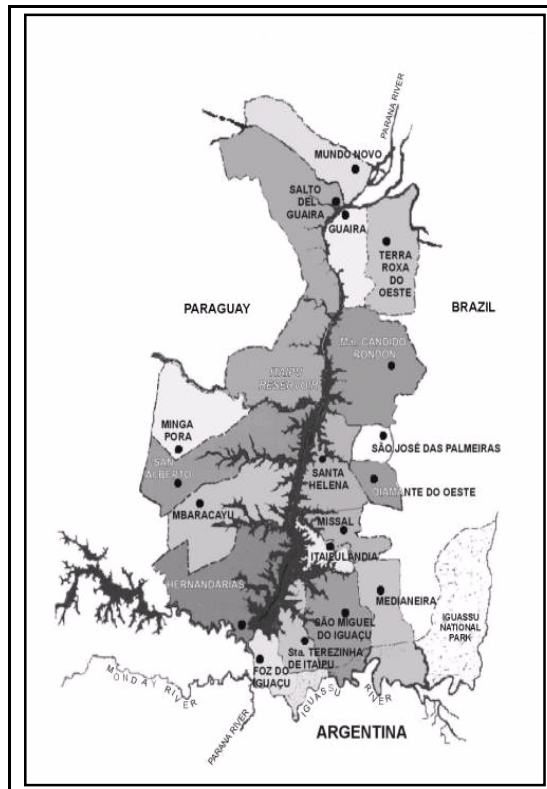 PARANA RIVER
MUNDO NOVO
SALTO
DEL
GUAIRA
GUAIRA
TERRA
ROXA
DO
OESTE
PARAGUAY
BRAZIL
Mal. CANDIDO
RONDON
ITAIPU
RESERVOIR
MINGA
PORA
SÃO JOSÉ DAS PALMEIRAS
SAN
ALBERTO
SANTA
HELENA
DIAMANTE DO OESTE
MBARACAYU
MISSAL
ITAIPULÂNDIA
HERNANDARIAS
MEDIANEIRA
SÃO MIGUEL
DO IGUAÇU
IGUASSU
NATIONAL
PARK
Sta. TEREZINHA
DE ITAIPU
FOZ DO
IGUAÇU
MONDAY RIVER
IGUASSU RIVER
PARANA RIVER
ARGENTINA